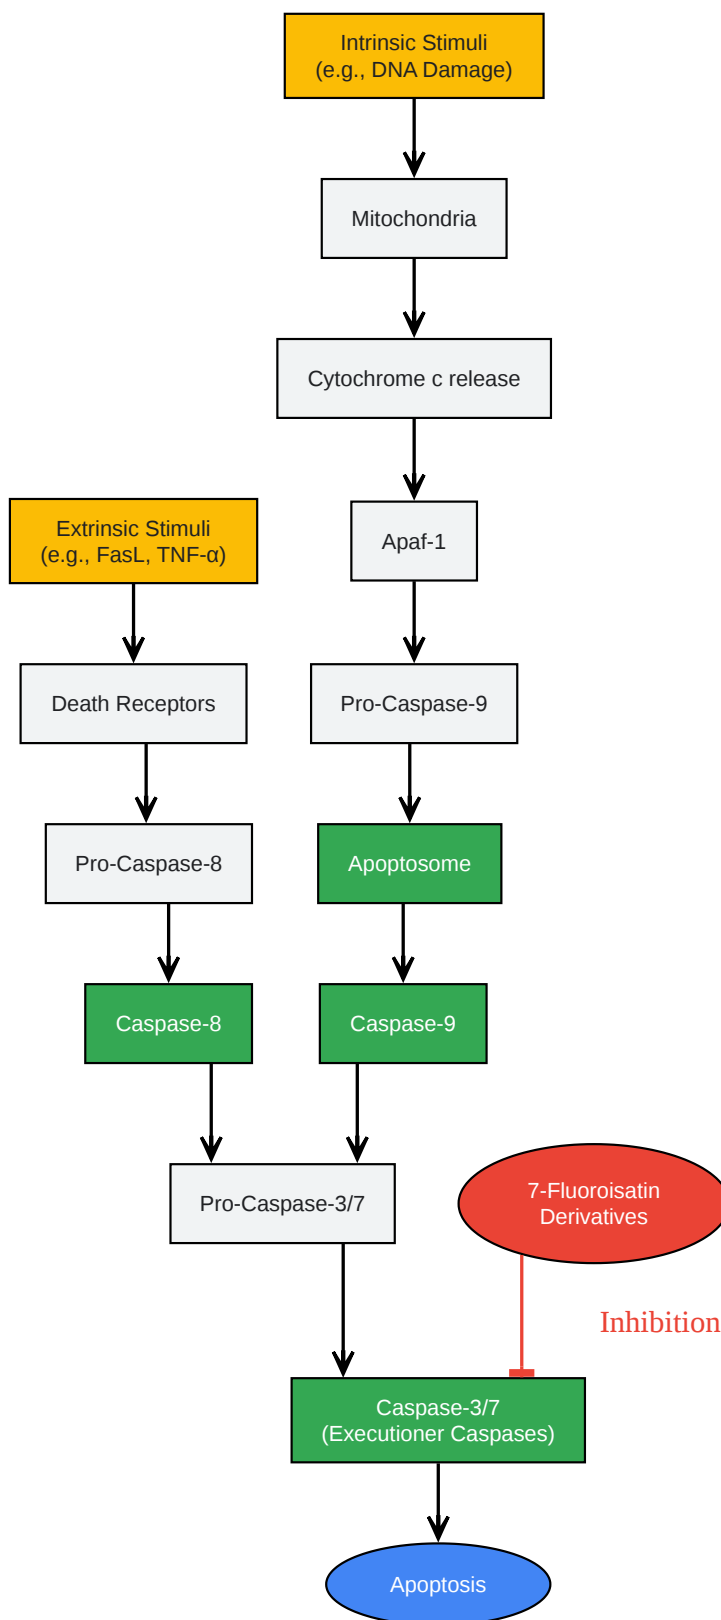 Intrinsic Stimuli
(e.g., DNA Damage)
Mitochondria
Cytochrome c release
Extrinsic Stimuli
(e.g., FasL, TNF-α)
Apaf-1
Death Receptors
Pro-Caspase-9
Pro-Caspase-8
Apoptosome
Caspase-8
Caspase-9
Pro-Caspase-3/7
7-Fluoroisatin
Derivatives
Inhibition
Caspase-3/7
(Executioner Caspases)
Apoptosis